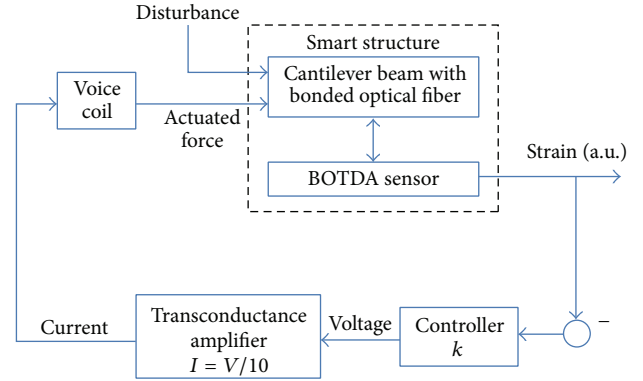 Disturbance
Smart structure
Cantilever beam with
bonded optical fiber
Voice
coil
Actuated
force
BOTDA sensor
Strain (a.u.)
−
Current
Transconductance
amplifier
I = V/10
Voltage
Controller
k